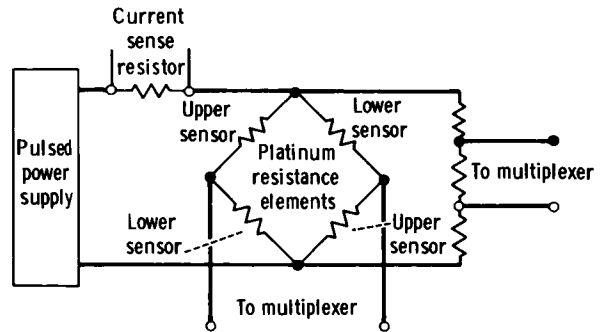 Current
sense
resistor
Upper
sensor
Lower
sensor
Pulsed
power
supply
Platinum
resistance
elements
To multiplexer
Lower
sensor
Upper
sensor
To multiplexer